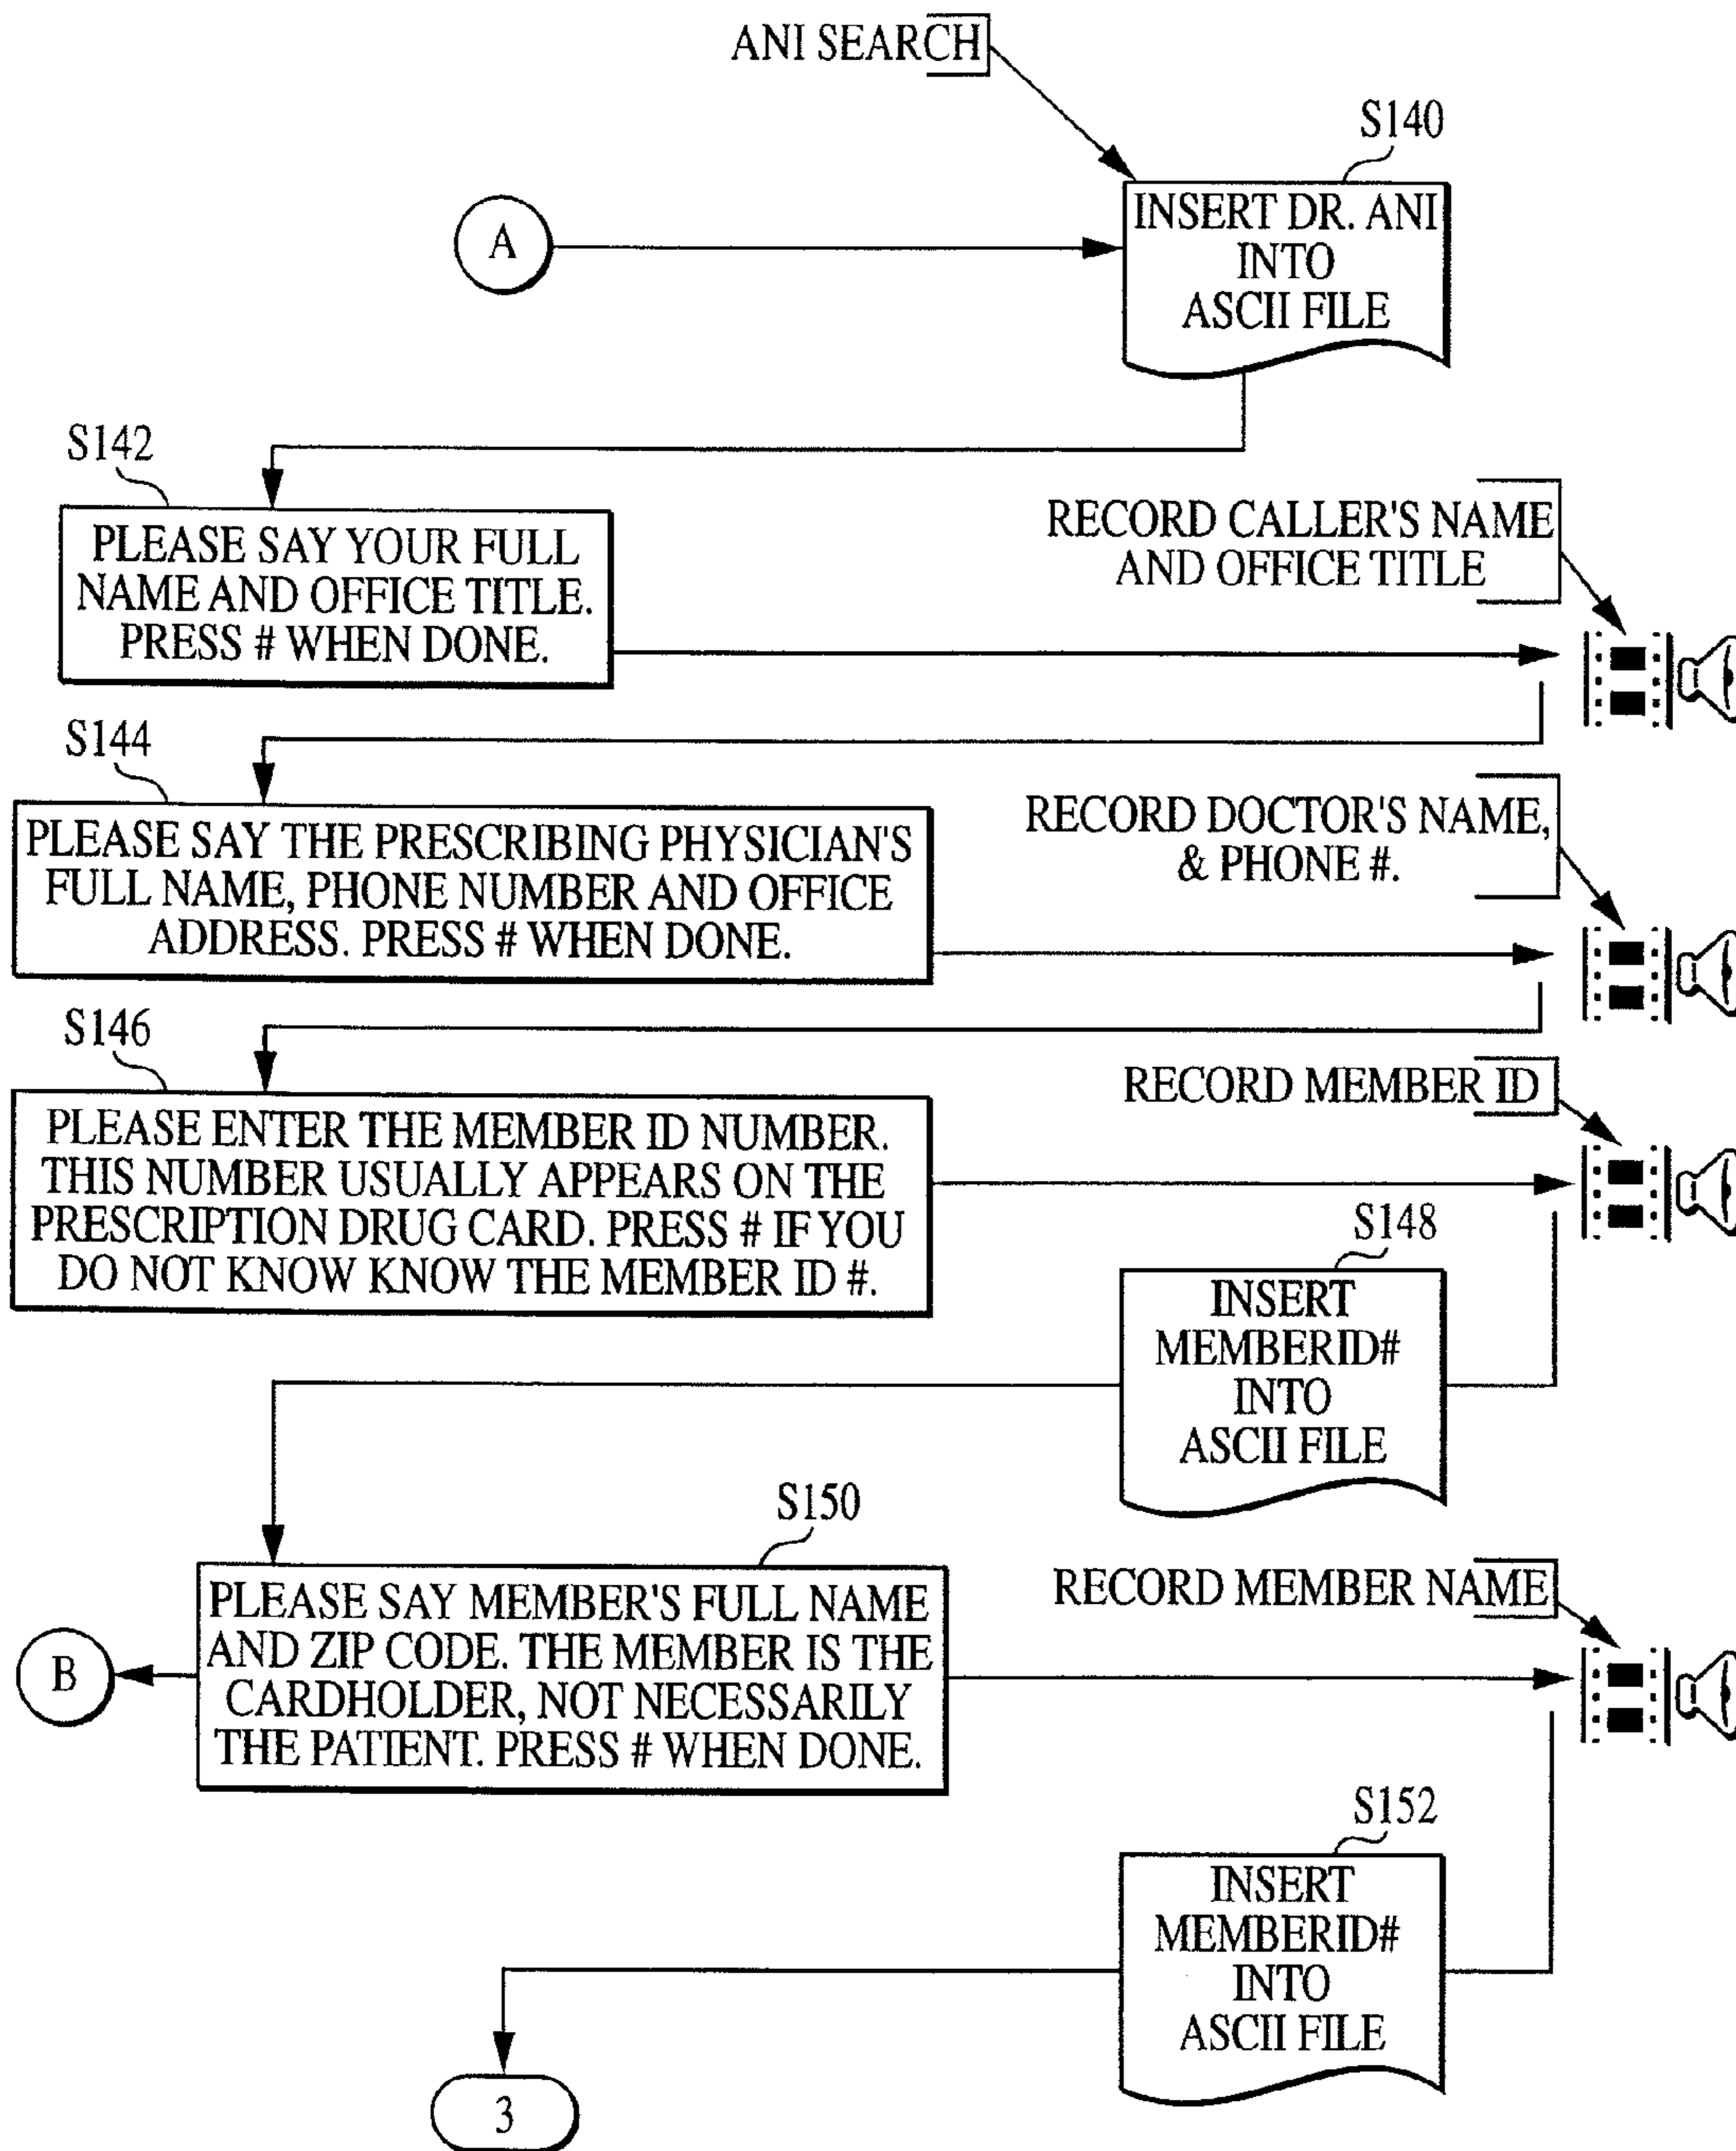 ANI SEARCH
S140
INSERT DR. ANI
INTO
ASCII FILE
A
S142
PLEASE SAY YOUR FULL
NAME AND OFFICE TITLE.
PRESS # WHEN DONE.
RECORD CALLER'S NAME
AND OFFICE TITLE
S144
PLEASE SAY THE PRESCRIBING PHYSICIAN'S
FULL NAME, PHONE NUMBER AND OFFICE
ADDRESS. PRESS # WHEN DONE.
RECORD DOCTOR'S NAME,
& PHONE #.
S146
PLEASE ENTER THE MEMBER ID NUMBER.
THIS NUMBER USUALLY APPEARS ON THE
PRESCRIPTION DRUG CARD. PRESS # IF YOU
DO NOT KNOW KNOW THE MEMBER ID #.
RECORD MEMBER ID
S148
INSERT
MEMBERID#
INTO
ASCII FILE
S150
PLEASE SAY MEMBER'S FULL NAME
AND ZIP CODE. THE MEMBER IS THE
CARDHOLDER, NOT NECESSARILY
THE PATIENT. PRESS # WHEN DONE.
B
RECORD MEMBER NAME
S152
INSERT
MEMBERID#
INTO
ASCII FILE
3